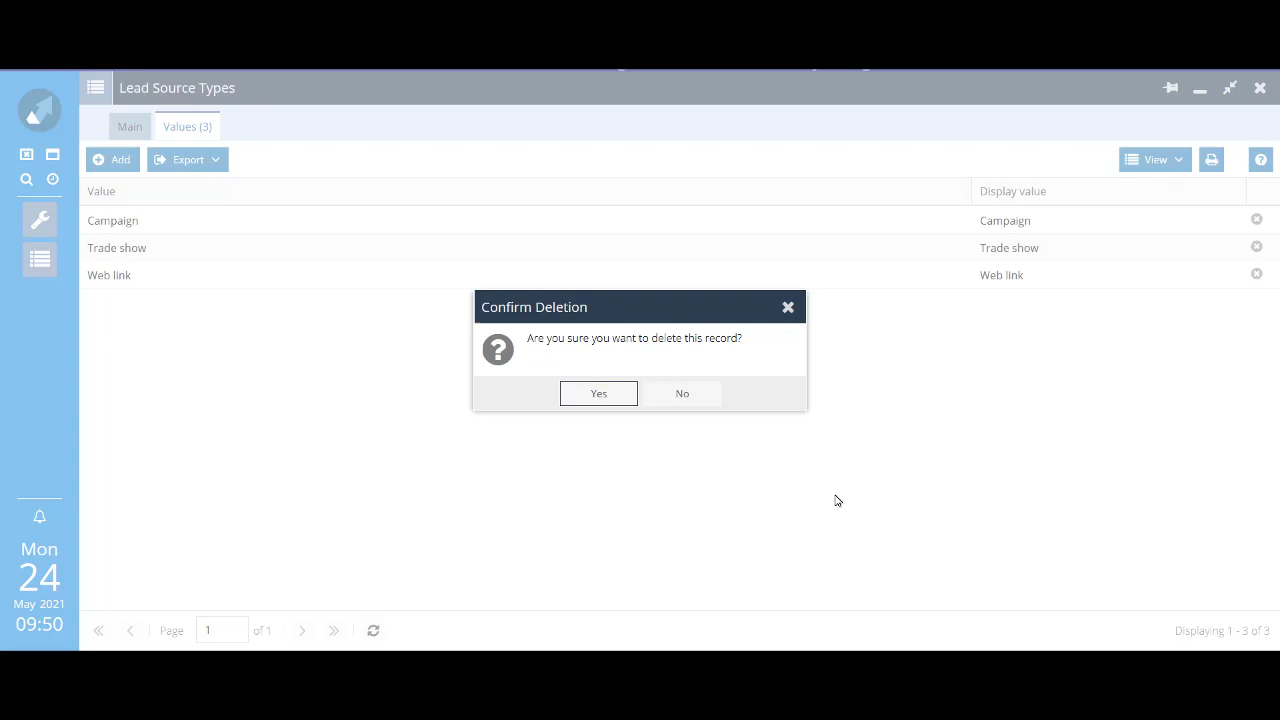 Lead Source Types
Main
Values (3)
Add
Export
View
Value
Display value
Campaign
Campaign
Trade show
Trade show
Web link
Web link
Confirm Deletion
Are you sure you want to delete this record?
Yes
No
Mon
24
May 2021
09:50
Page
1
of 1
Displaying 1 - 3 of 3